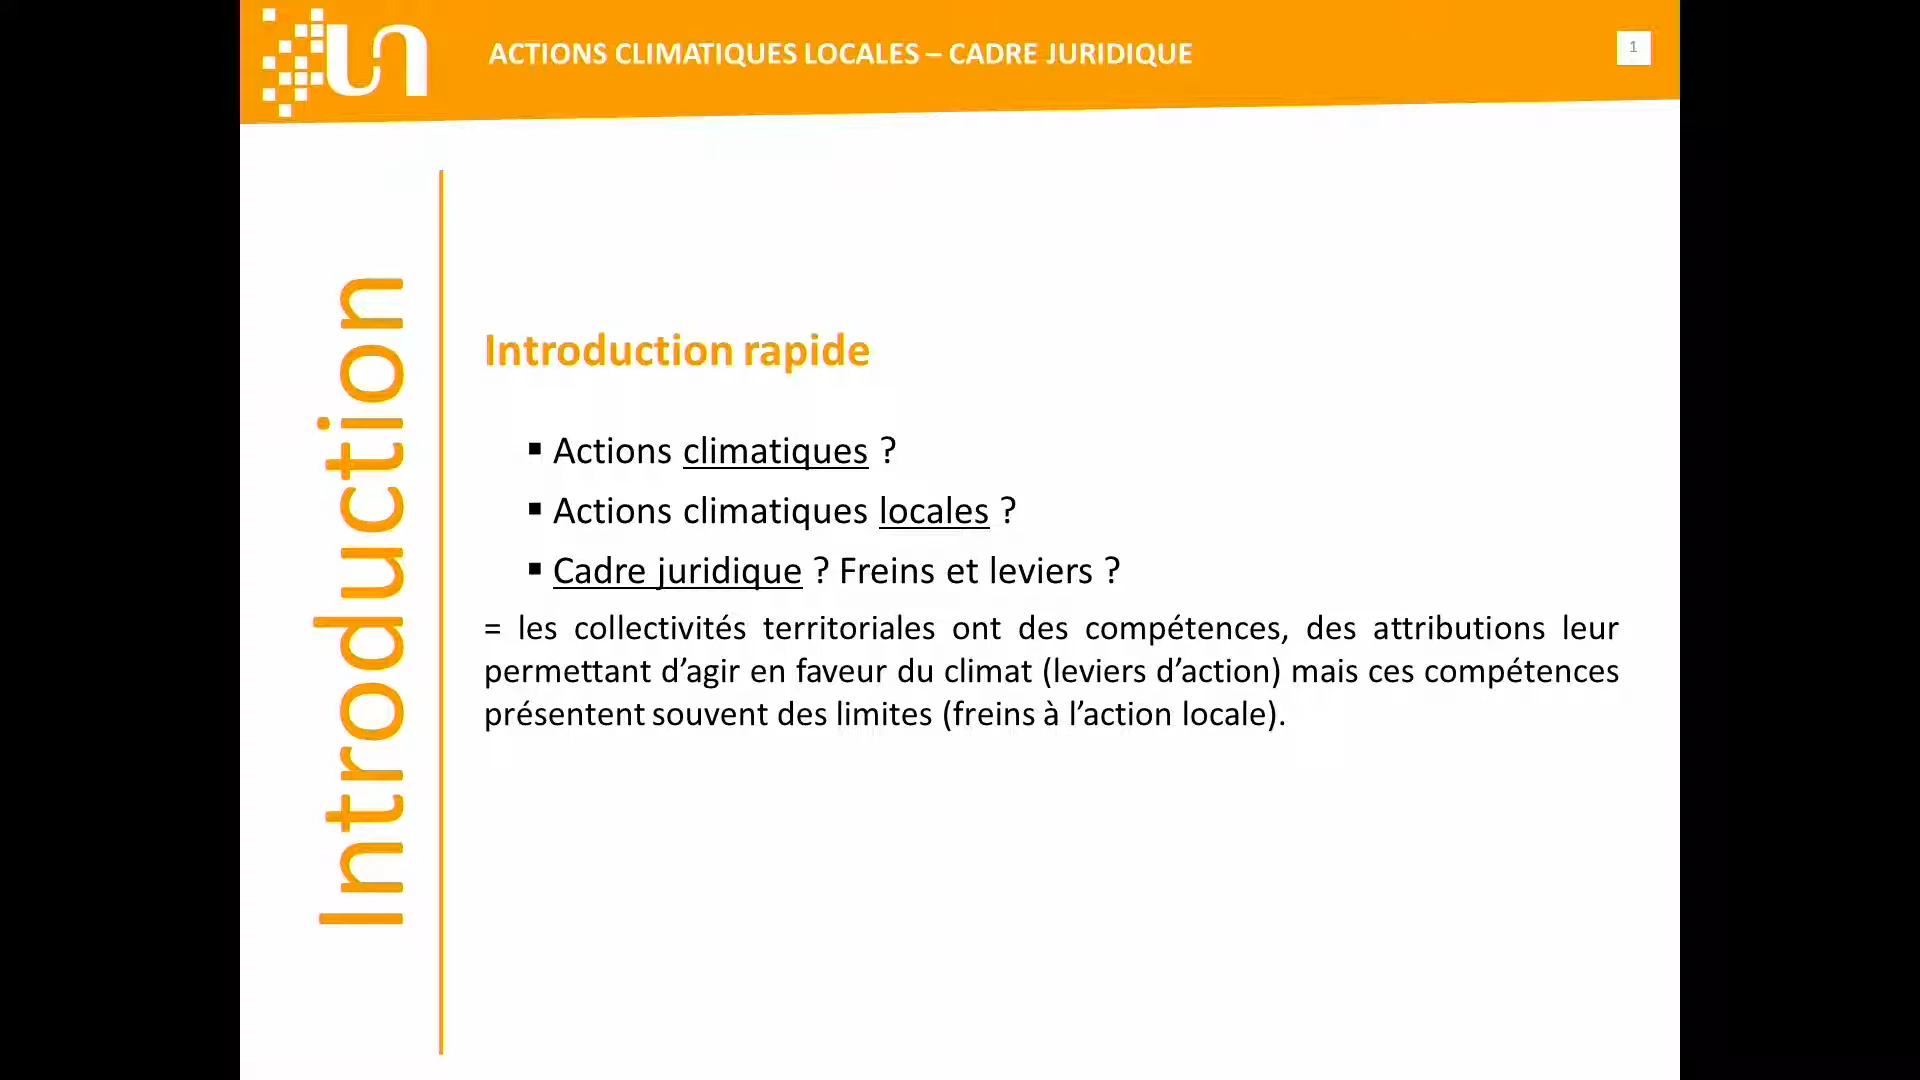 ACTIONS CLIMATIQUES LOCALES – CADRE JURIDIQUE
1
Introduction
Introduction rapide
▪ Actions climatiques ?
▪ Actions climatiques locales ?
▪ Cadre juridique ? Freins et leviers ?
= les collectivités territoriales ont des compétences, des attributions leur
permettant d’agir en faveur du climat (leviers d’action) mais ces compétences
présentent souvent des limites (freins à l’action locale).